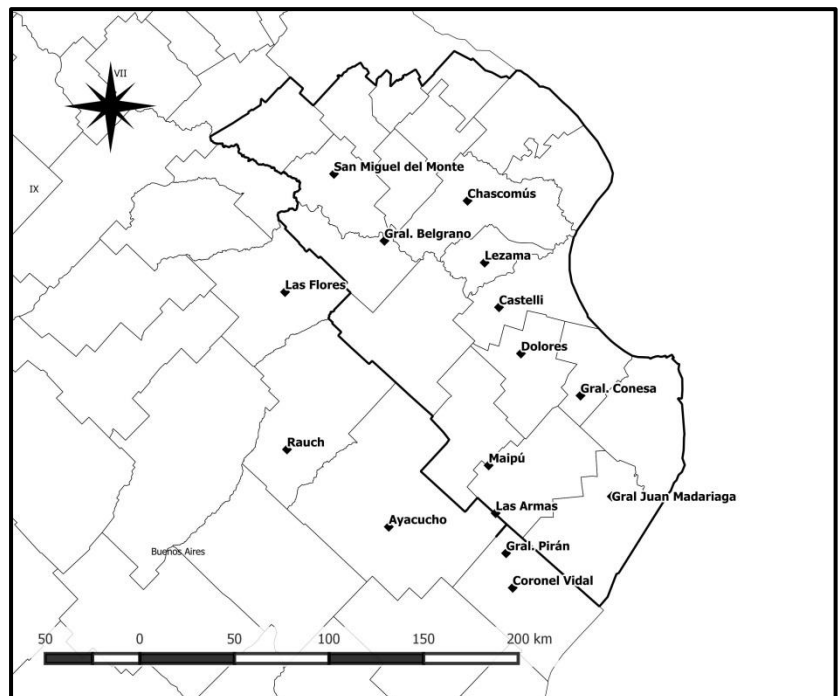 VII
San Miguel del Monte
IX
Chascomús
Gral. Belgrano
Lezama
Las Flores
Castelli
Dolores
Gral. Conesa
Rauch
Maipú
Gral Juan Madariaga
Las Armas
Ayacucho
Gral. Pirán
Buenos Aires
Coronel Vidal
50 0 50 100 150 200 km